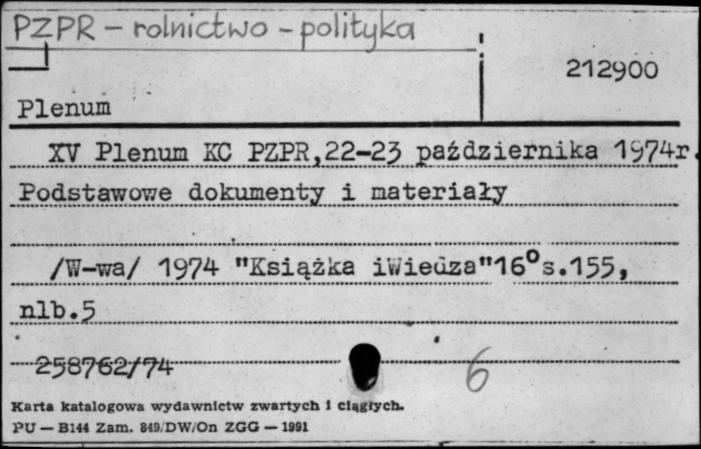 PZPR – rolnictwo – polityka
212900
Plenum
XV Plenum KC PZPR,22–23 października 1974r.
Podstawowe dokumenty i materiały
/W-wa/ 1974 "Książka iWiedza"16°s.155,
nlb.5
258762/74
6
Karta katalogowa wydawnictw zwartych i ciągłych.
PU — B144 Zam. 849/DW/On ZGG — 1991